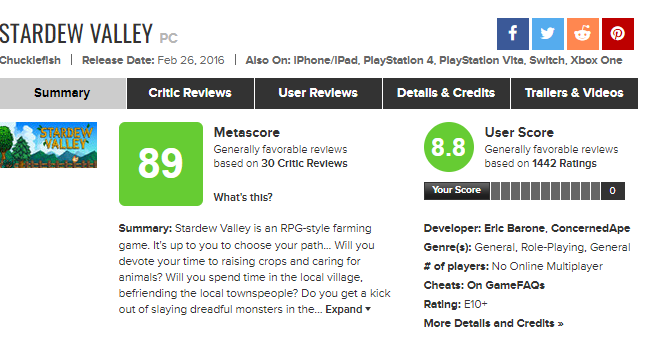 STARDEW VALLEY PC
Chucklefish | Release Date: Feb 26, 2016 | Also On: iPhone/iPad, PlayStation 4, PlayStation Vita, Switch, Xbox One
Summary Critic Reviews User Reviews Details & Credits Trailers & Videos
STARDEW VALLEY
89
Metascore
Generally favorable reviews
based on 30 Critic Reviews
What's this?
8.8
User Score
Generally favorable reviews
based on 1442 Ratings
Your Score 0
Summary: Stardew Valley is an RPG-style farming
game. It's up to you to choose your path... Will you
devote your time to raising crops and caring for
animals? Will you spend time in the local village,
befriending the local townspeople? Do you get a kick
out of slaying dreadful monsters in the... Expand
Developer: Eric Barone, ConcernedApe
Genre(s): General, Role-Playing, General
# of players: No Online Multiplayer
Cheats: On GameFAQs
Rating: E10+
More Details and Credits »